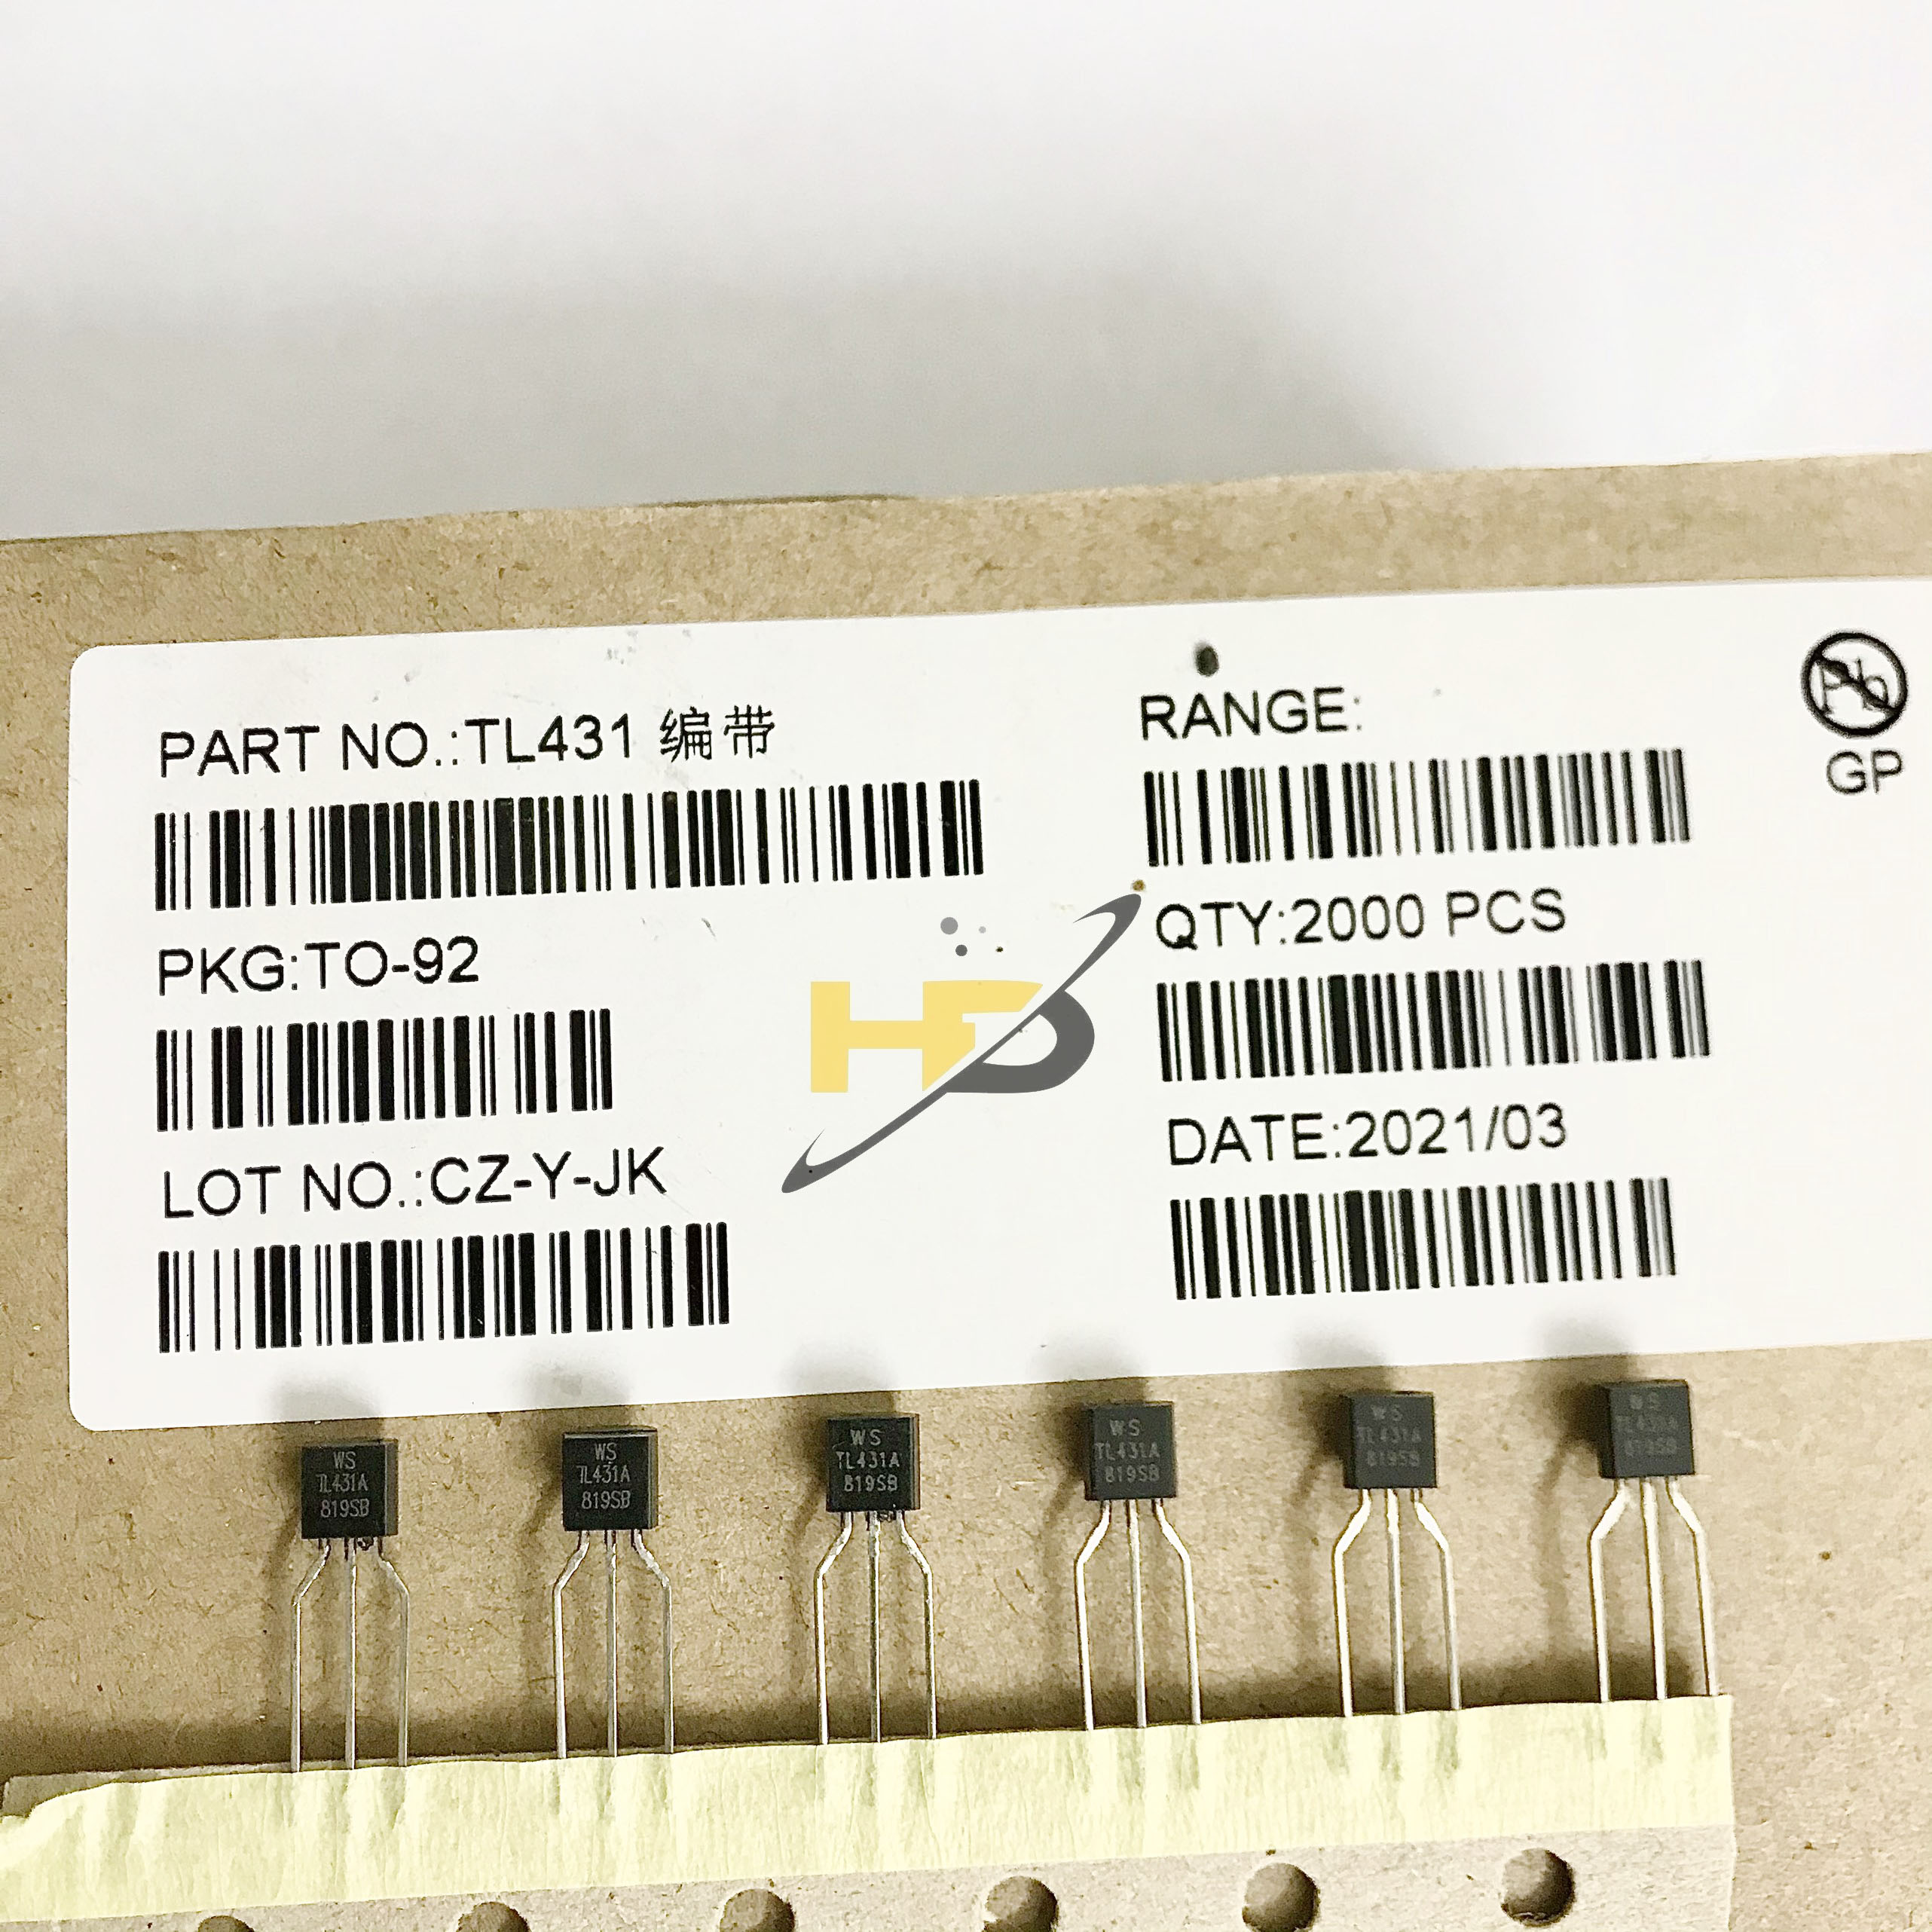 PART NO.:TL431 编带
PKG:TO-92
LOT NO.:CZ-Y-JK
RANGE:
QTY:2000 PCS
DATE:2021/03
Pb
GP
HD
WS
TL431A
819SB
WS
TL431A
819SB
WS
TL431A
819SB
WS
TL431A
819SB
WS
TL431A
819SB
WS
TL431A
819SB